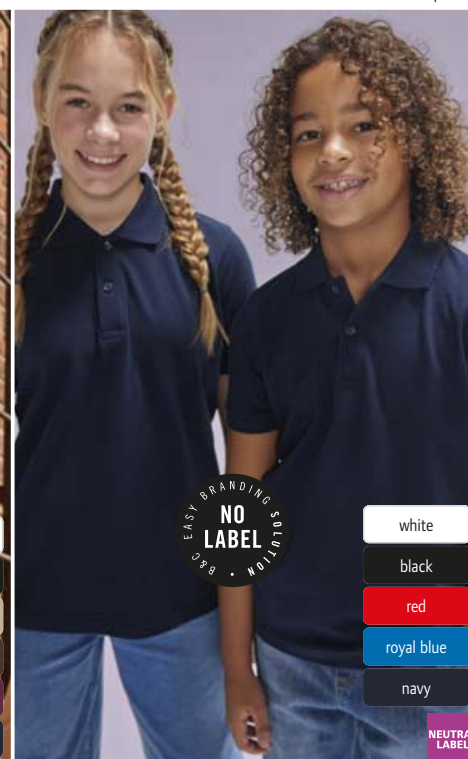 B&C EASY BRANDING SOLUTION •
NO
LABEL
white
black
red
royal blue
navy
NEUTRA
LABEL